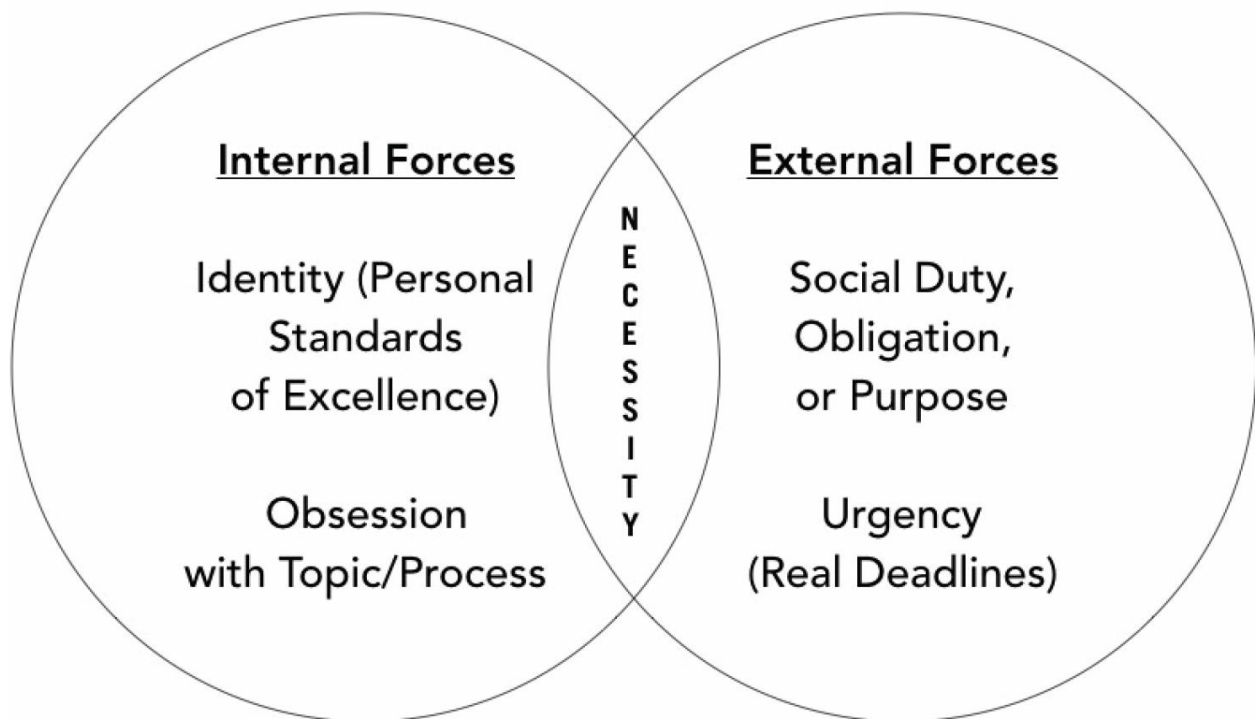 Internal Forces
Identity (Personal
Standards
of Excellence)
Obsession
with Topic/Process
NECESSITY
External Forces
Social Duty,
Obligation,
or Purpose
Urgency
(Real Deadlines)